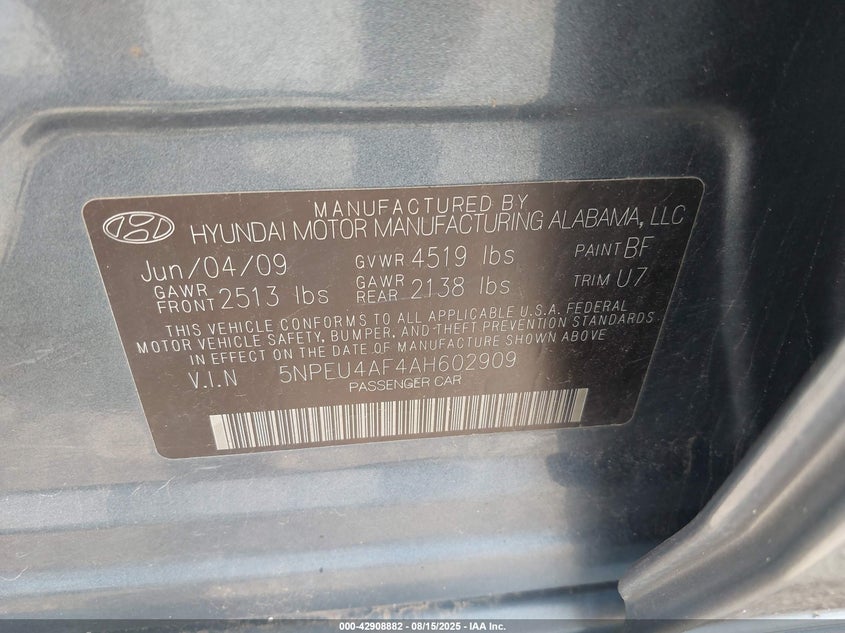 MANUFACTURED BY
HYUNDAI MOTOR MANUFACTURING ALABAMA, LLC
Jun/04/09 GVWR 4519 lbs PAINT BF
GAWR FRONT 2513 lbs GAWR REAR 2138 lbs TRIM U7
THIS VEHICLE CONFORMS TO ALL APPLICABLE U.S.A. FEDERAL
MOTOR VEHICLE SAFETY, BUMPER, AND THEFT PREVENTION STANDARDS
IN EFFECT ON THE DATE OF MANUFACTURE SHOWN ABOVE
V.I.N 5NPEU4AF4AH602909
PASSENGER CAR
000-42908882 - 08/15/2025 - IAA Inc.